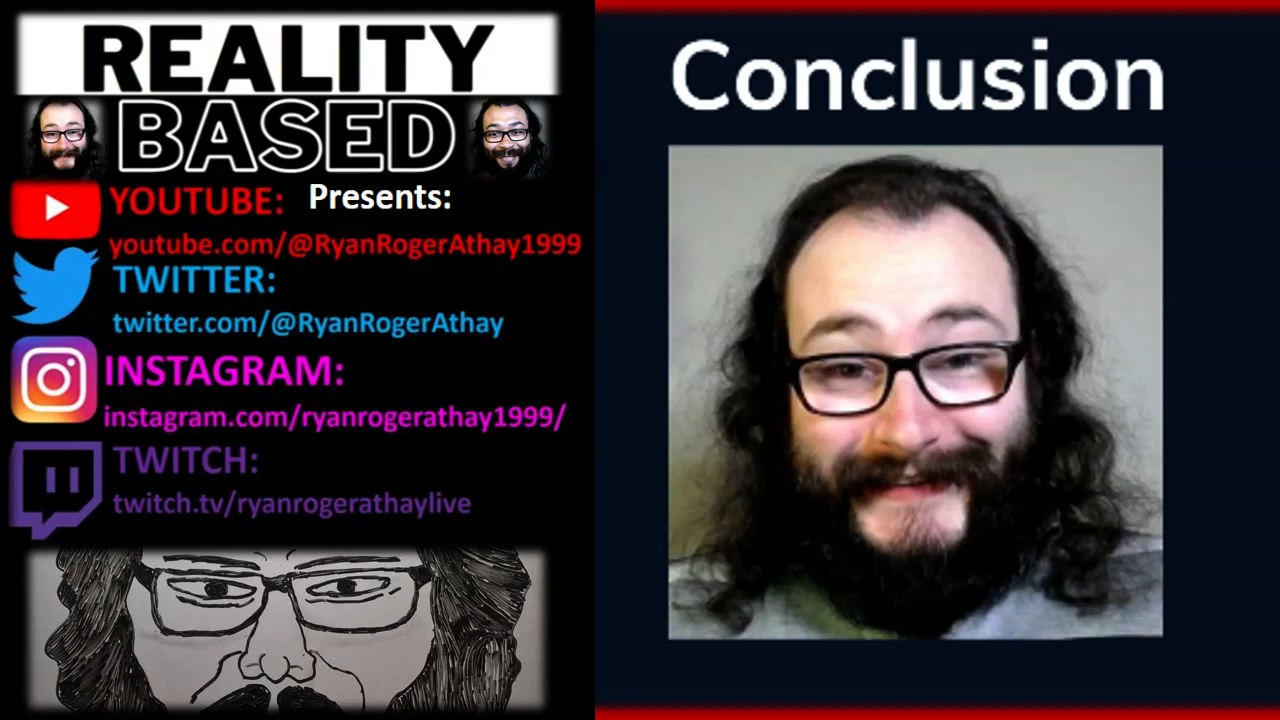 REALITY
BASED
YOUTUBE: Presents:
youtube.com/@RyanRogerAthay1999
TWITTER:
twitter.com/@RyanRogerAthay
INSTAGRAM:
instagram.com/ryanrogerathay1999/
TWITCH:
twitch.tv/ryanrogerathaylive
Conclusion